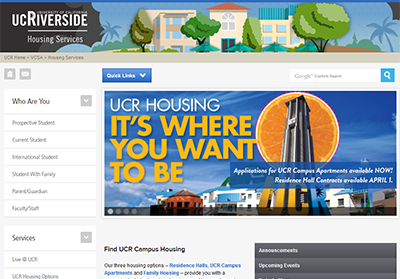 UNIVERSITY OF CALIFORNIA
UCRIVERSIDE
Housing Services
UCR Home > VCSA > Housing Services
Quick Links
Google Custom Search
Who Are You
Prospective Student
Current Student
International Student
Student With Family
Parent/Guardian
Faculty/Staff
Services
Live @ UCR
UCR Housing Options
UCR HOUSING
IT'S WHERE
YOU WANT
TO BE
Applications for UCR Campus Apartments available NOW!
Residence Hall Contracts available APRIL 1.
Find UCR Campus Housing
Our three housing options – Residence Halls, UCR Campus
Apartments and Family Housing – provide you with a
Announcements
Upcoming Events